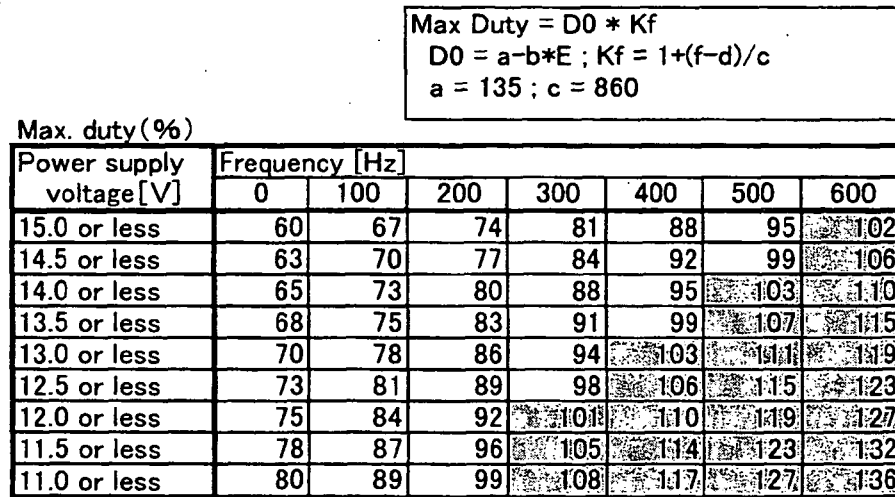 Max Duty = D0 * Kf
D0 = a-b*E ; Kf = 1+(f-d)/c
a = 135 ; c = 860
Max. duty(%)
Power supply voltage[V] Frequency [Hz]
0 100 200 300 400 500 600
15.0 or less 60 67 74 81 88 95 102
14.5 or less 63 70 77 84 92 99 106
14.0 or less 65 73 80 88 95 103 110
13.5 or less 68 75 83 91 99 107 115
13.0 or less 70 78 86 94 103 111 119
12.5 or less 73 81 89 98 106 115 123
12.0 or less 75 84 92 101 110 119 127
11.5 or less 78 87 96 105 114 123 132
11.0 or less 80 89 99 108 117 127 136